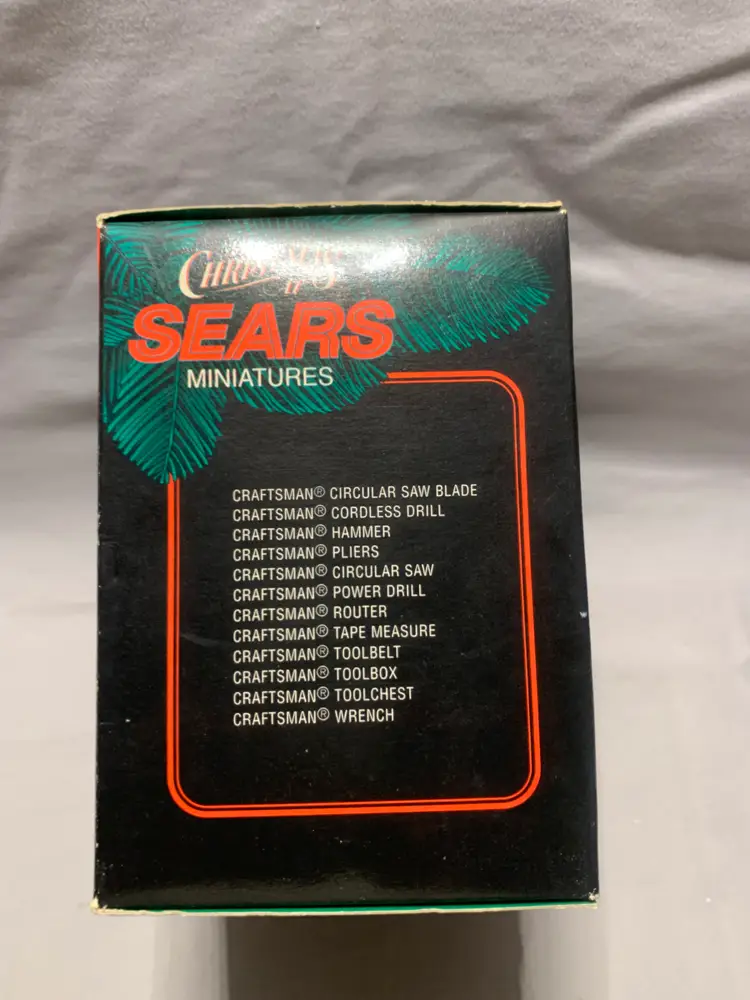 SEARS
MINIATURES
CRAFTSMAN® CIRCULAR SAW BLADE
CRAFTSMAN® CORDLESS DRILL
CRAFTSMAN® HAMMER
CRAFTSMAN® PLIERS
CRAFTSMAN® CIRCULAR SAW
CRAFTSMAN® POWER DRILL
CRAFTSMAN® ROUTER
CRAFTSMAN® TAPE MEASURE
CRAFTSMAN® TOOLBELT
CRAFTSMAN® TOOLBOX
CRAFTSMAN® TOOLCHEST
CRAFTSMAN® WRENCH